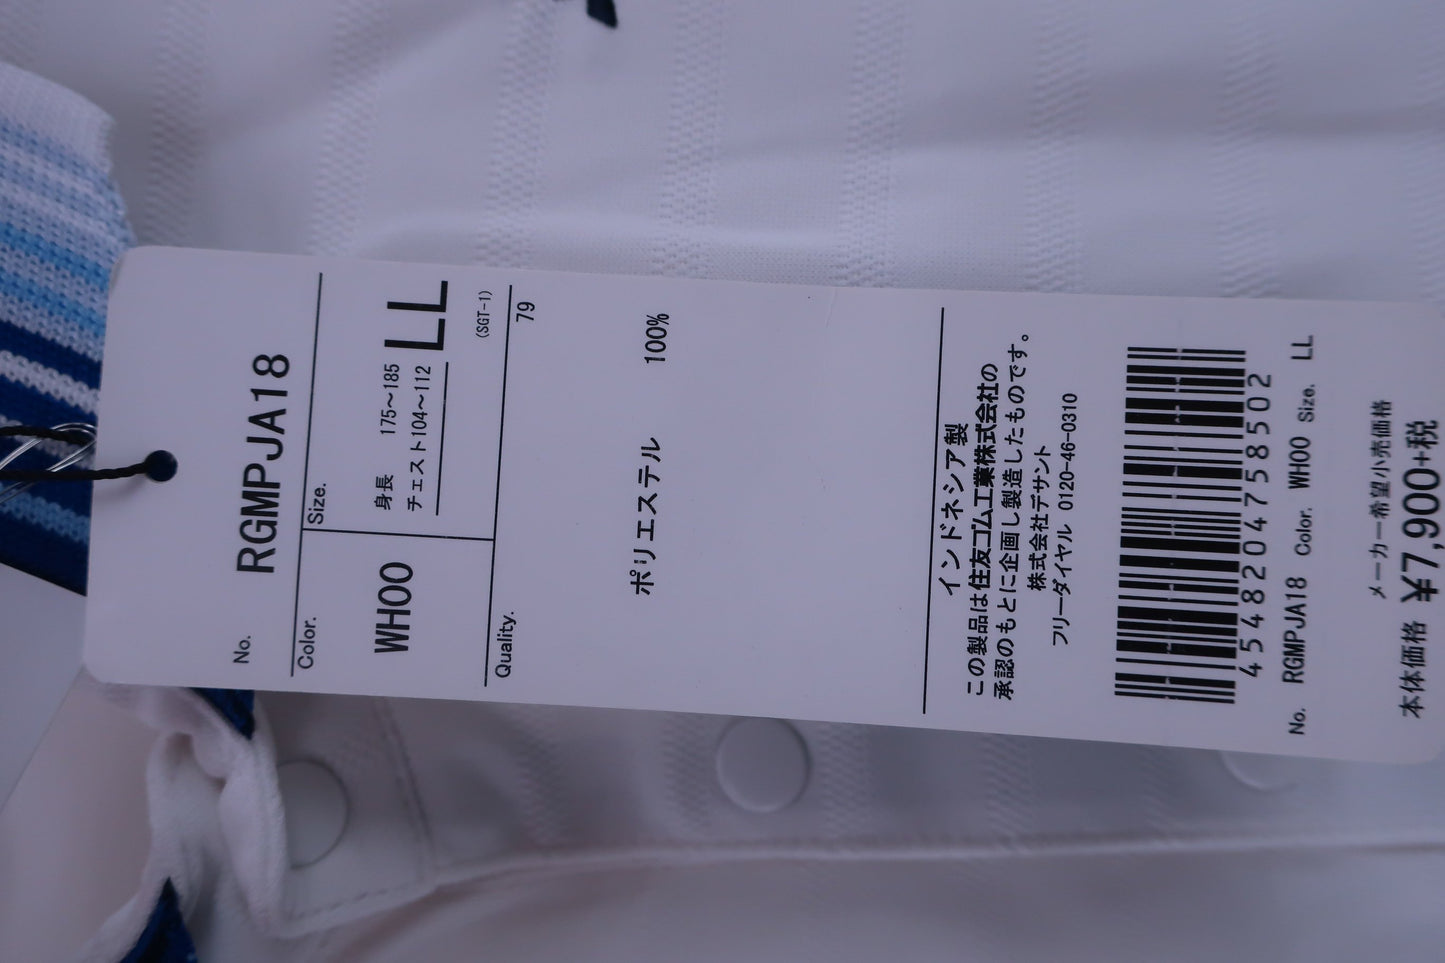 No. RGMPJA18
Color. Size.
WH00
身長 175~185
チェスト104~112
LL
(SGT-1)
Quality. 79
ポリエステル 100%
インドネシア製
この製品は住友ゴム工業株式会社の
承認のもとに企画し製造したものです。
株式会社デサント
フリーダイヤル 0120-46-0310
4548204758502
No. RGMPJA18 Color. WH00 Size. LL
メーカー希望小売価格
本体価格 ¥7,900+税